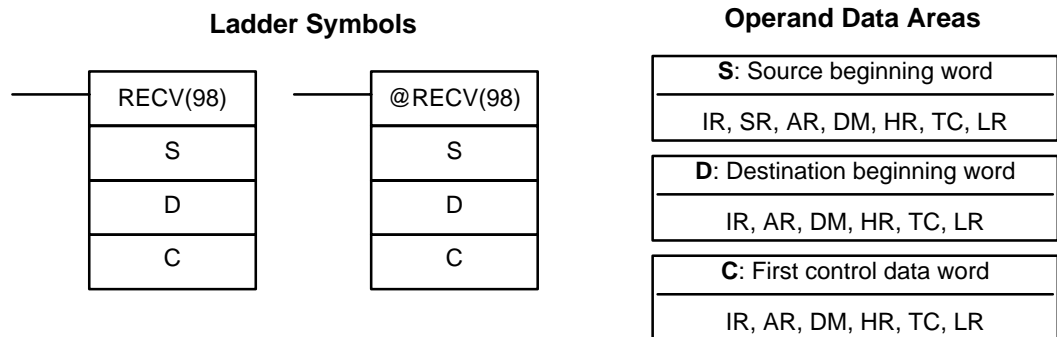 Ladder Symbols
RECV(98)
S
D
C
@RECV(98)
S
D
C
Operand Data Areas
S: Source beginning word
IR, SR, AR, DM, HR, TC, LR
D: Destination beginning word
IR, AR, DM, HR, TC, LR
C: First control data word
IR, AR, DM, HR, TC, LR